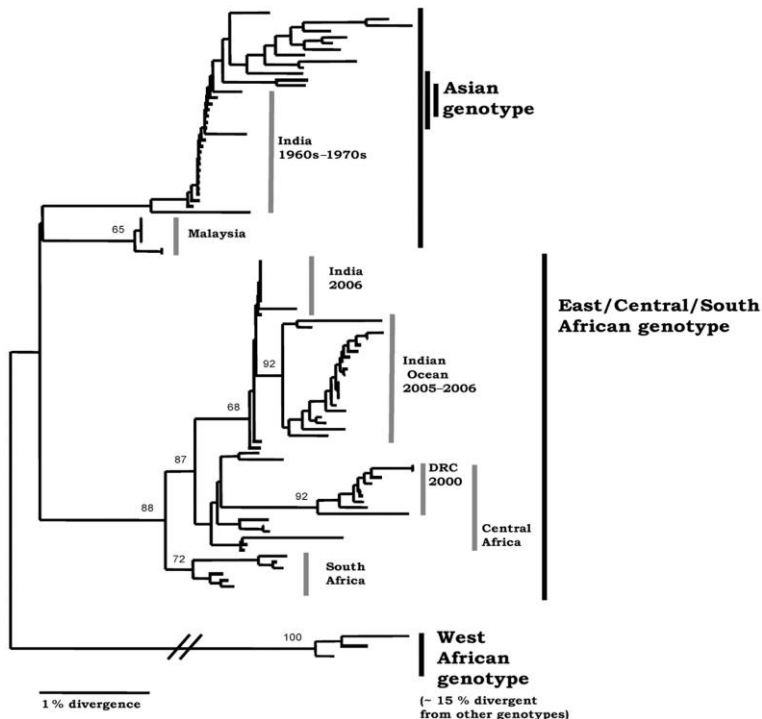 Asian
genotype
India
1960s–1970s
65
Malaysia
India
2006
East/Central/South
African genotype
92
Indian
Ocean
2005–2006
68
87
92
DRC
2000
88
Central
Africa
72
South
Africa
100
West
African
genotype
1 % divergence
(~ 15 % divergent
from other genotypes)